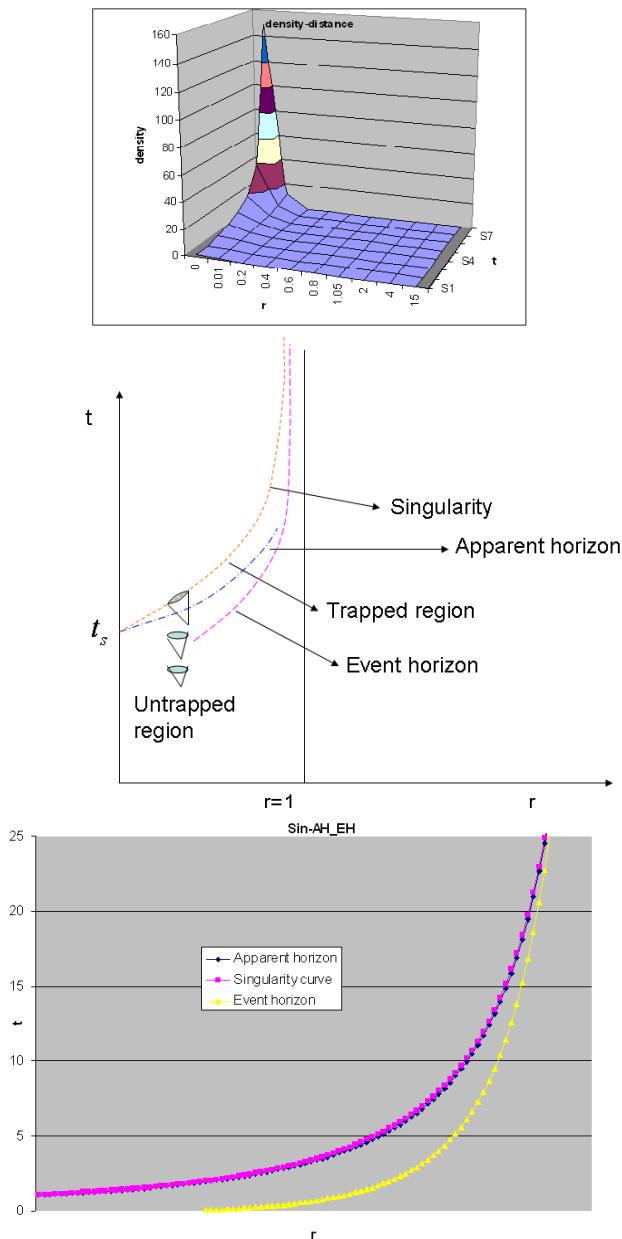 density-distance
160
140
120
100
80
60
40
20
0
density
0
0.01
0.2
0.4
0.6
0.8
1.05
2
4
15
r
S1
S4
S7
t
t
Singularity
Apparent horizon
Trapped region
Event horizon
t_s
Untrapped
region
r=1
r
Sin-AH_EH
25
20
15
10
5
0
t
Apparent horizon
Singularity curve
Event horizon
r